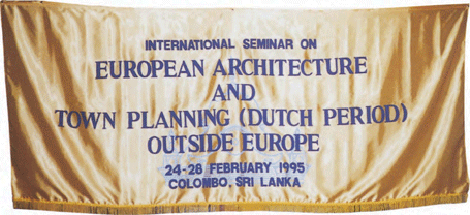 INTERNATIONAL SEMINAR ON
EUROPEAN ARCHITECTURE
AND
TOWN PLANNING (DUTCH PERIOD)
OUTSIDE EUROPE
24-28 FEBRUARY 1995
COLOMBO, SRI LANKA